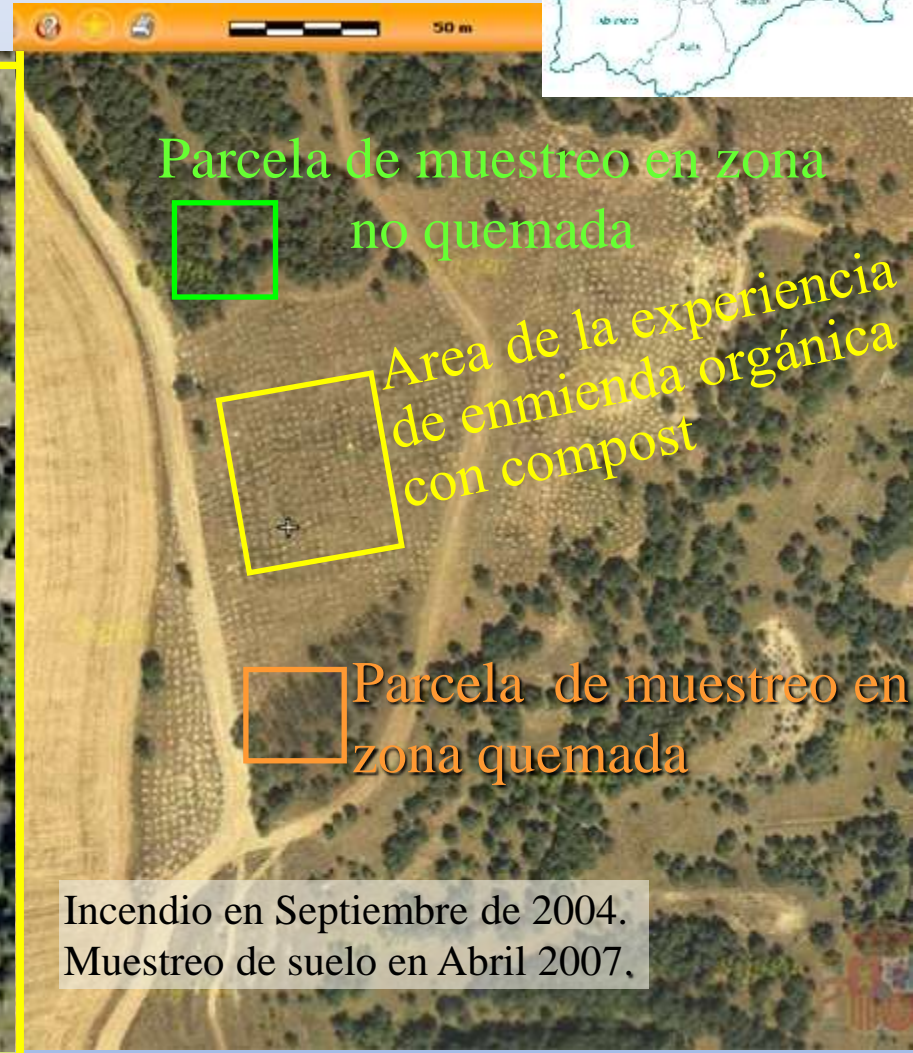 50 m
Parcela de muestreo en zona
no quemada
Area de la experiencia
de enmienda orgánica
con compost
Parcela de muestreo en
zona quemada
Incendio en Septiembre de 2004.
Muestreo de suelo en Abril 2007.